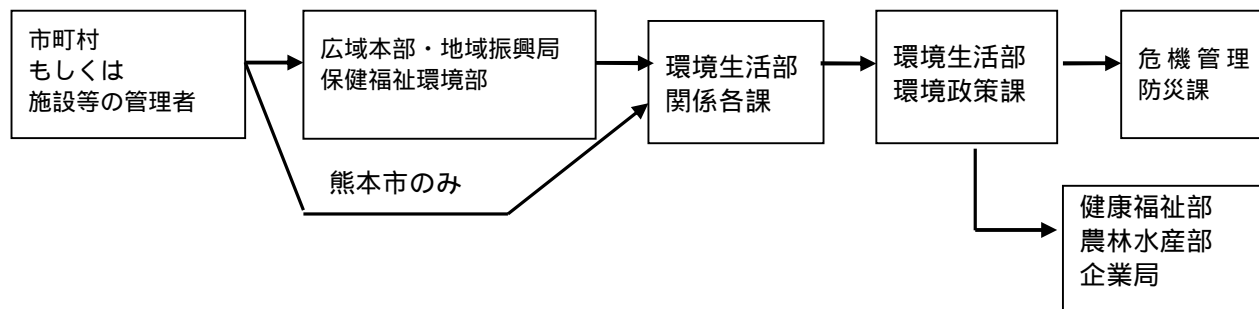 市町村
もしくは
施設等の管理者
広域本部・地域振興局
保健福祉環境部
環境生活部
関係各課
環境生活部
環境政策課
危機管理
防災課
熊本市のみ
健康福祉部
農林水産部
企業局